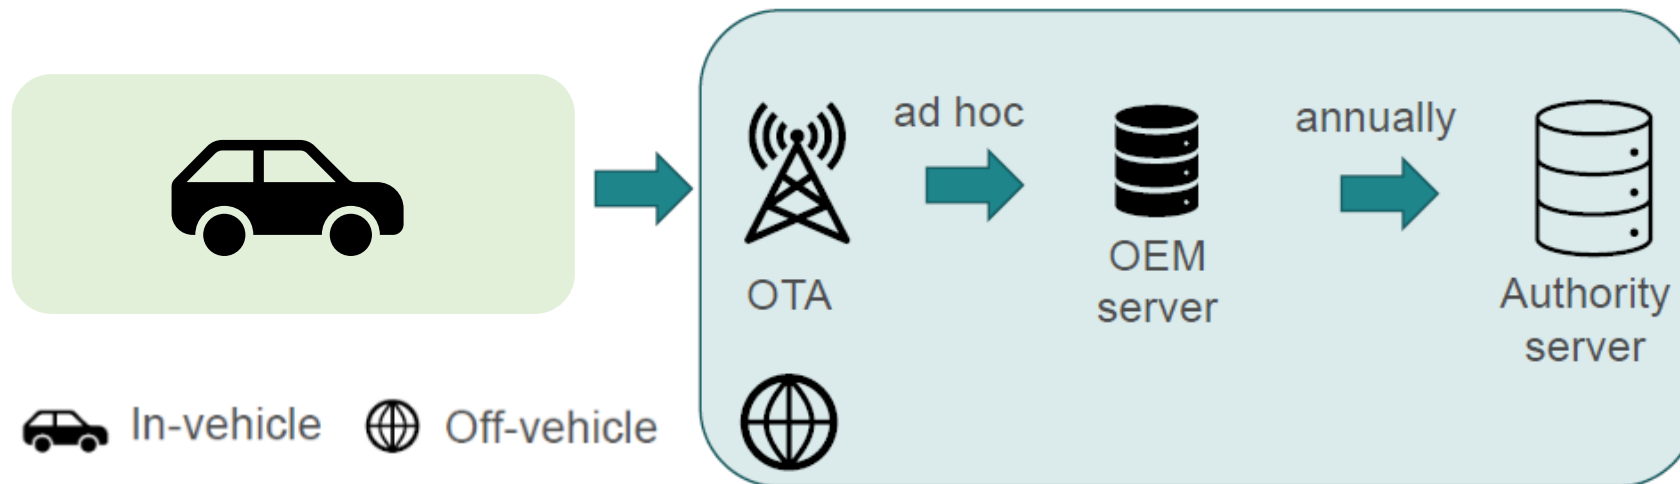 ad hoc
annually
OTA
OEM
server
Authority
server
In-vehicle
Off-vehicle